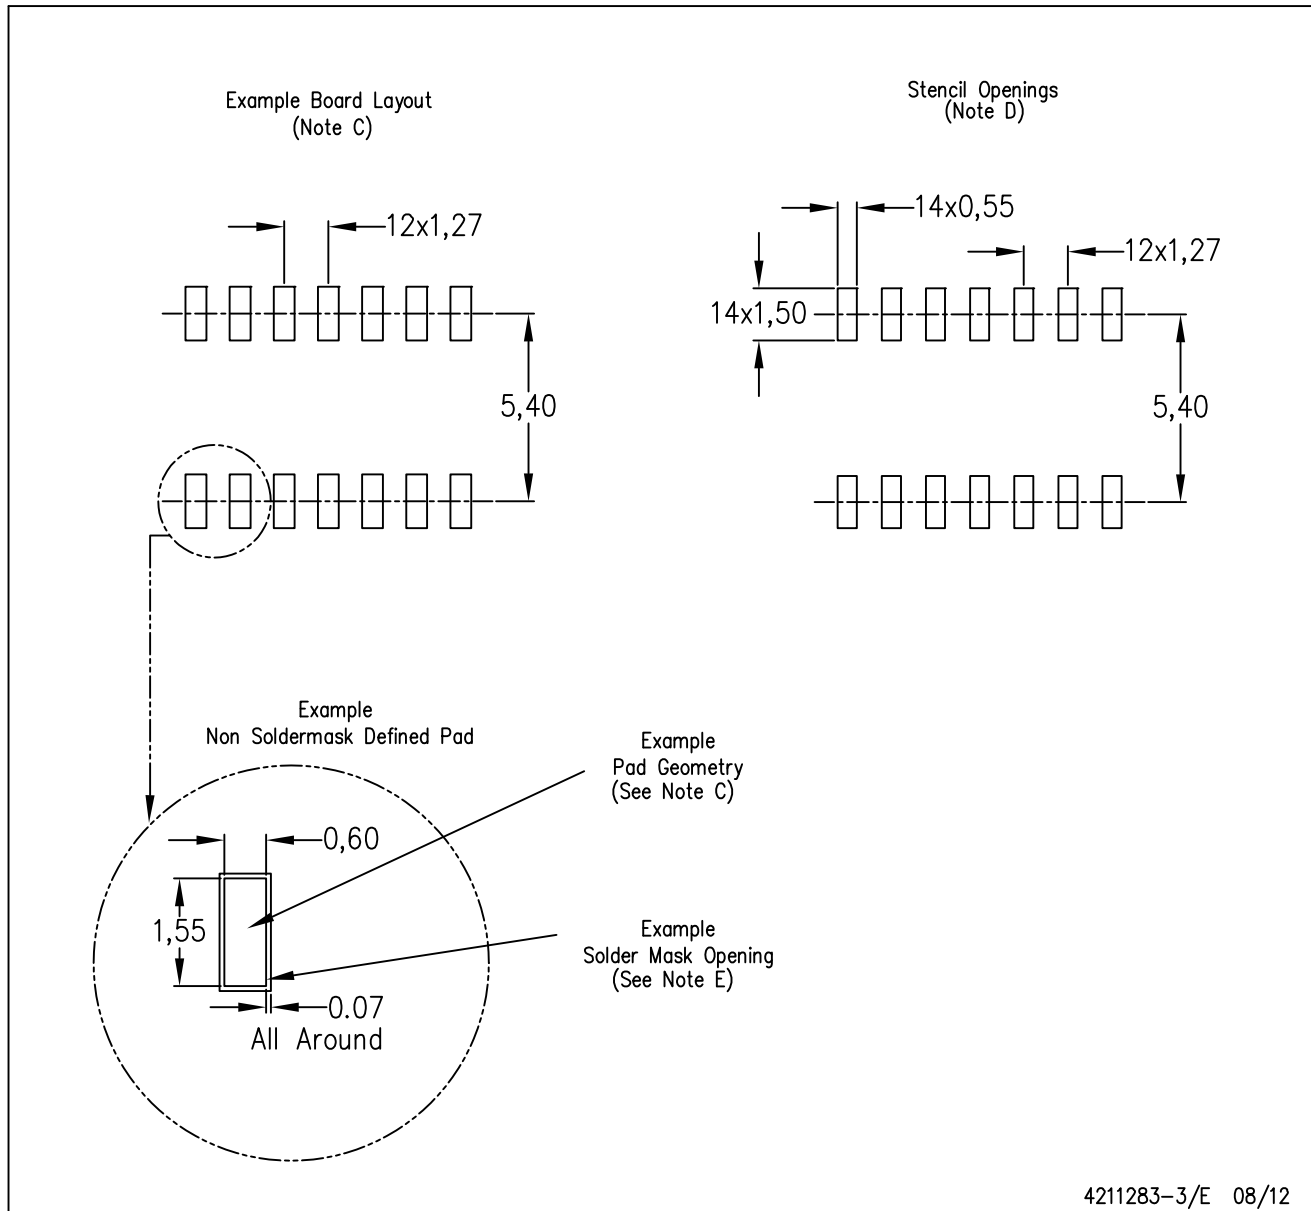 Example Board Layout
(Note C)
Stencil Openings
(Note D)
12x1,27
14x0,55
12x1,27
14x1,50
5,40
5,40
Example
Non Soldermask Defined Pad
Example
Pad Geometry
(See Note C)
0,60
1,55
Example
Solder Mask Opening
(See Note E)
0.07
All Around
4211283-3/E 08/12